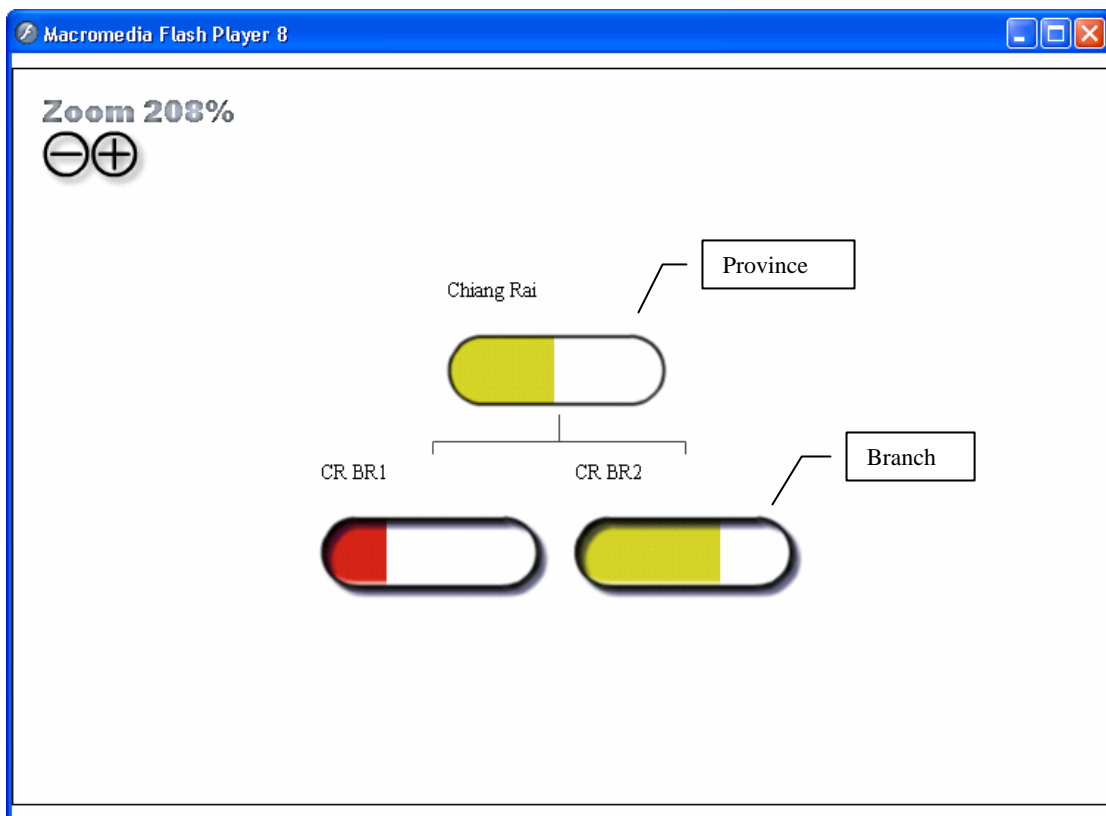 Macromedia Flash Player 8
Zoom 208%
Province
Chiang Rai
Branch
CR BR1
CR BR2